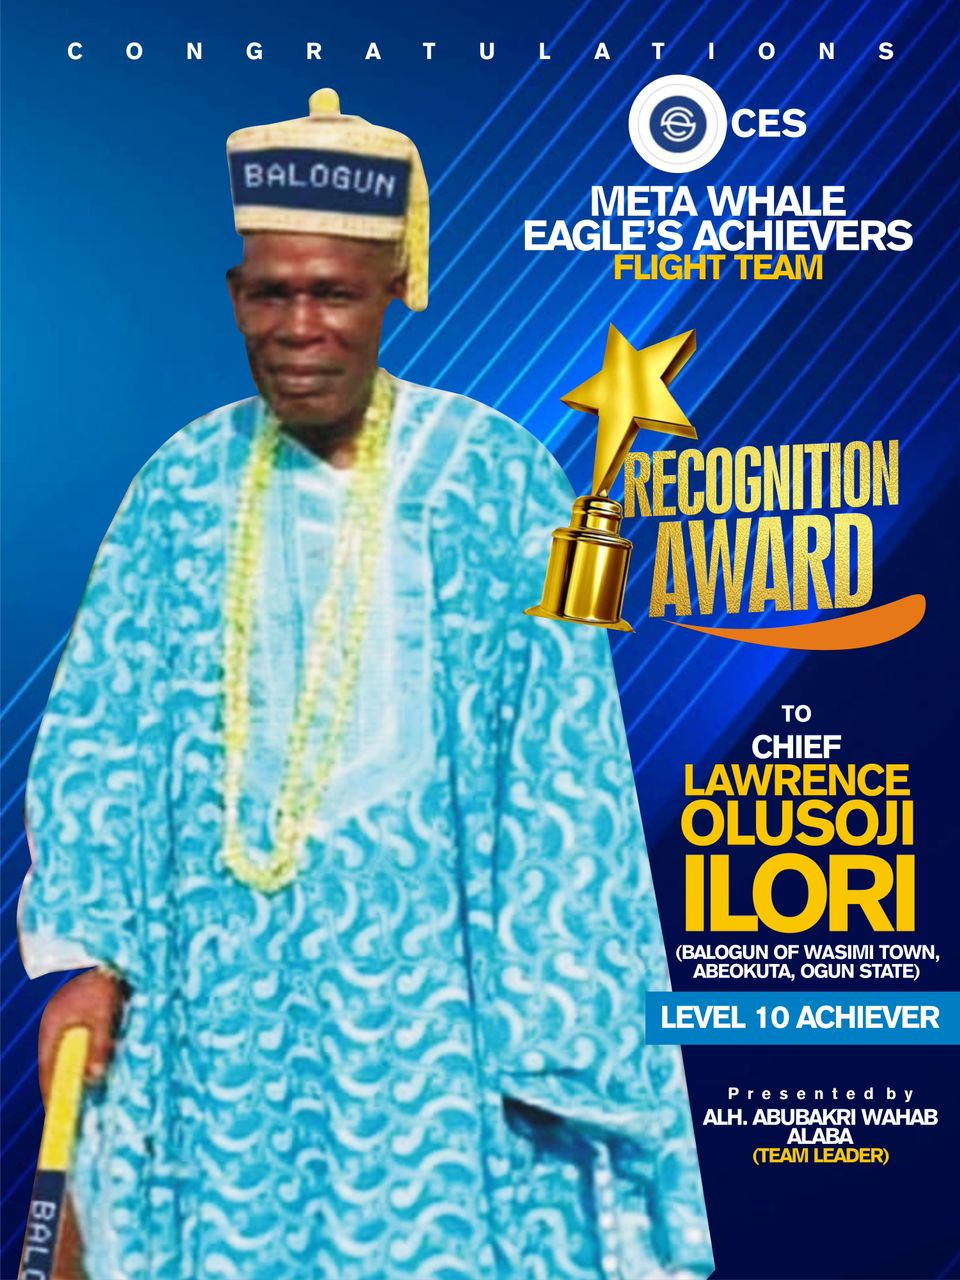 CONGRATULATIONS
CES
META WHALE
EAGLE'S ACHIEVERS
FLIGHT TEAM
BALOGUN
RECOGNITION
AWARD
TO
CHIEF
LAWRENCE
OLUSOJI
ILORI
(BALOGUN OF WASIMI TOWN,
ABEOKUTA, OGUN STATE)
LEVEL 10 ACHIEVER
Presented by
ALH. ABUBAKRI WAHAB
ALABA
(TEAM LEADER)
BALO